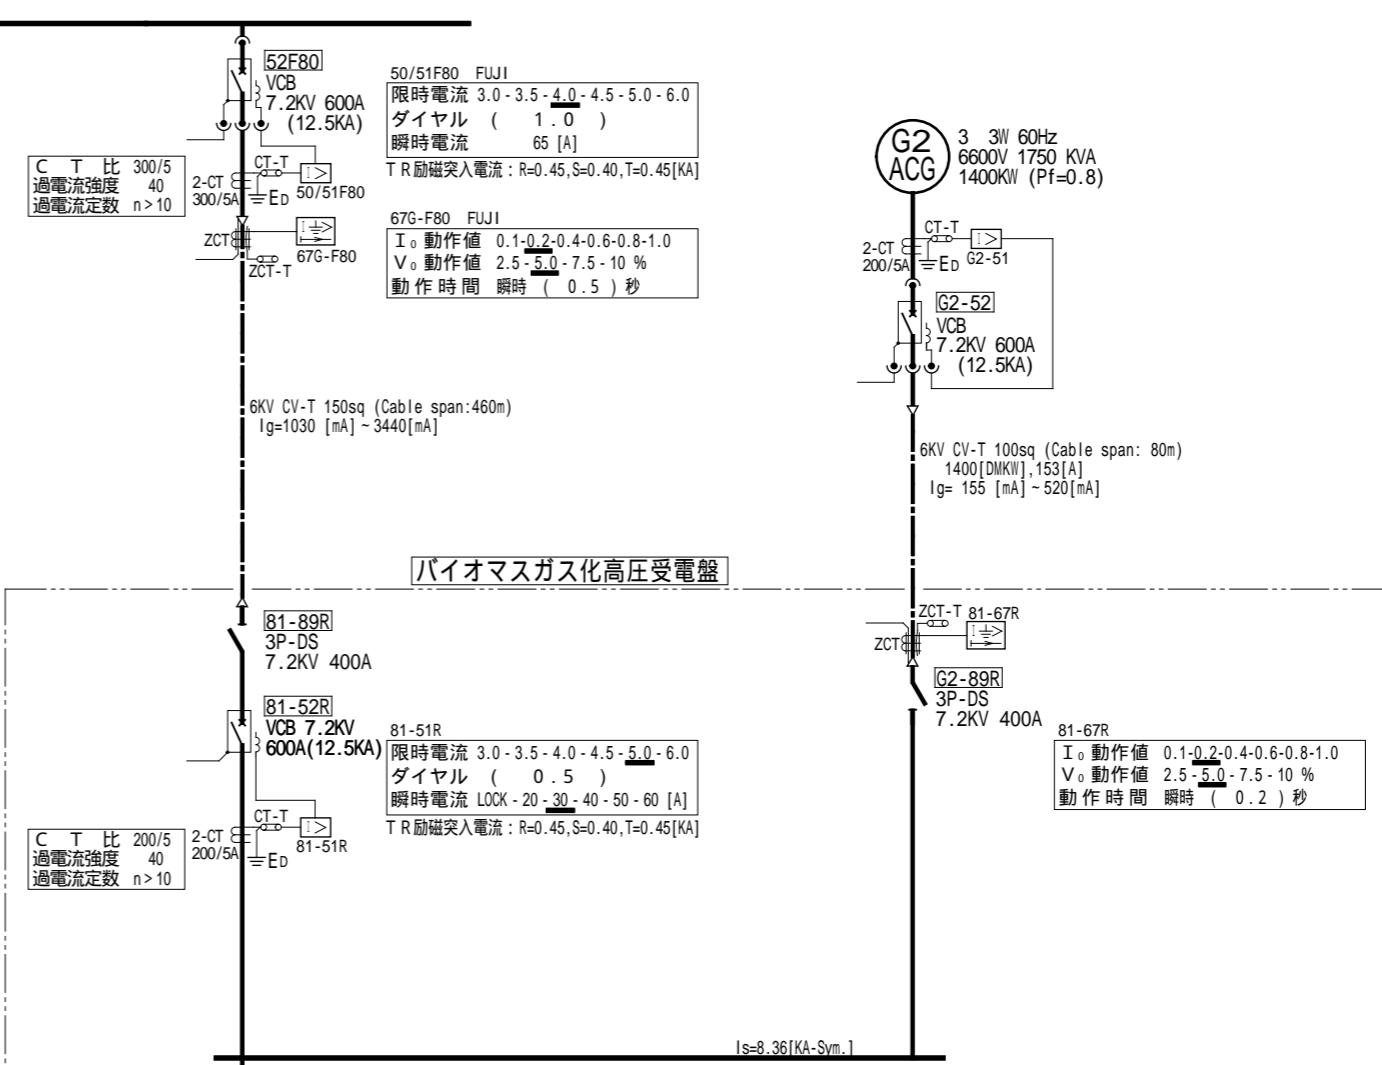 52F80
VCB
7.2KV 600A
(12.5KA)
50/51F80 FUJI
限時電流 3.0-3.5-4.0-4.5-5.0-6.0
ダイヤル ( 1.0 )
瞬時電流 65 [A]
TR励磁突入電流：R=0.45,S=0.40,T=0.45[KA]
CT比 300/5
過電流強度 40
過電流定数 n>10
CT-T
2-CT
300/5A
ED
I>
50/51F80
ZCT
I>
67G-F80
ZCT-T
67G-F80 FUJI
I₀動作値 0.1-0.2-0.4-0.6-0.8-1.0
V₀動作値 2.5-5.0-7.5-10 %
動作時間 瞬時 ( 0.5 )秒
G2
ACG
3 3W 60Hz
6600V 1750 KVA
1400KW (Pf=0.8)
CT-T
2-CT
200/5A
ED
I>
G2-51
G2-52
VCB
7.2KV 600A
(12.5KA)
6KV CV-T 150sq (Cable span:460m)
Ig=1030 [mA]~3440[mA]
6KV CV-T 100sq (Cable span: 80m)
1400[DMKW],153[A]
Ig= 155 [mA]~520[mA]
バイオマスガス化高圧受電盤
81-89R
3P-DS
7.2KV 400A
81-52R
VCB 7.2KV
600A(12.5KA)
81-51R
限時電流 3.0-3.5-4.0-4.5-5.0-6.0
ダイヤル ( 0.5 )
瞬時電流 LOCK-20-30-40-50-60 [A]
TR励磁突入電流：R=0.45,S=0.40,T=0.45[KA]
CT比 200/5
過電流強度 40
過電流定数 n>10
CT-T
2-CT
200/5A
ED
I>
81-51R
ZCT-T
81-67R
ZCT
I>
G2-89R
3P-DS
7.2KV 400A
81-67R
I₀動作値 0.1-0.2-0.4-0.6-0.8-1.0
V₀動作値 2.5-5.0-7.5-10 %
動作時間 瞬時 ( 0.2 )秒
Is=8.36[KA-Sym.]